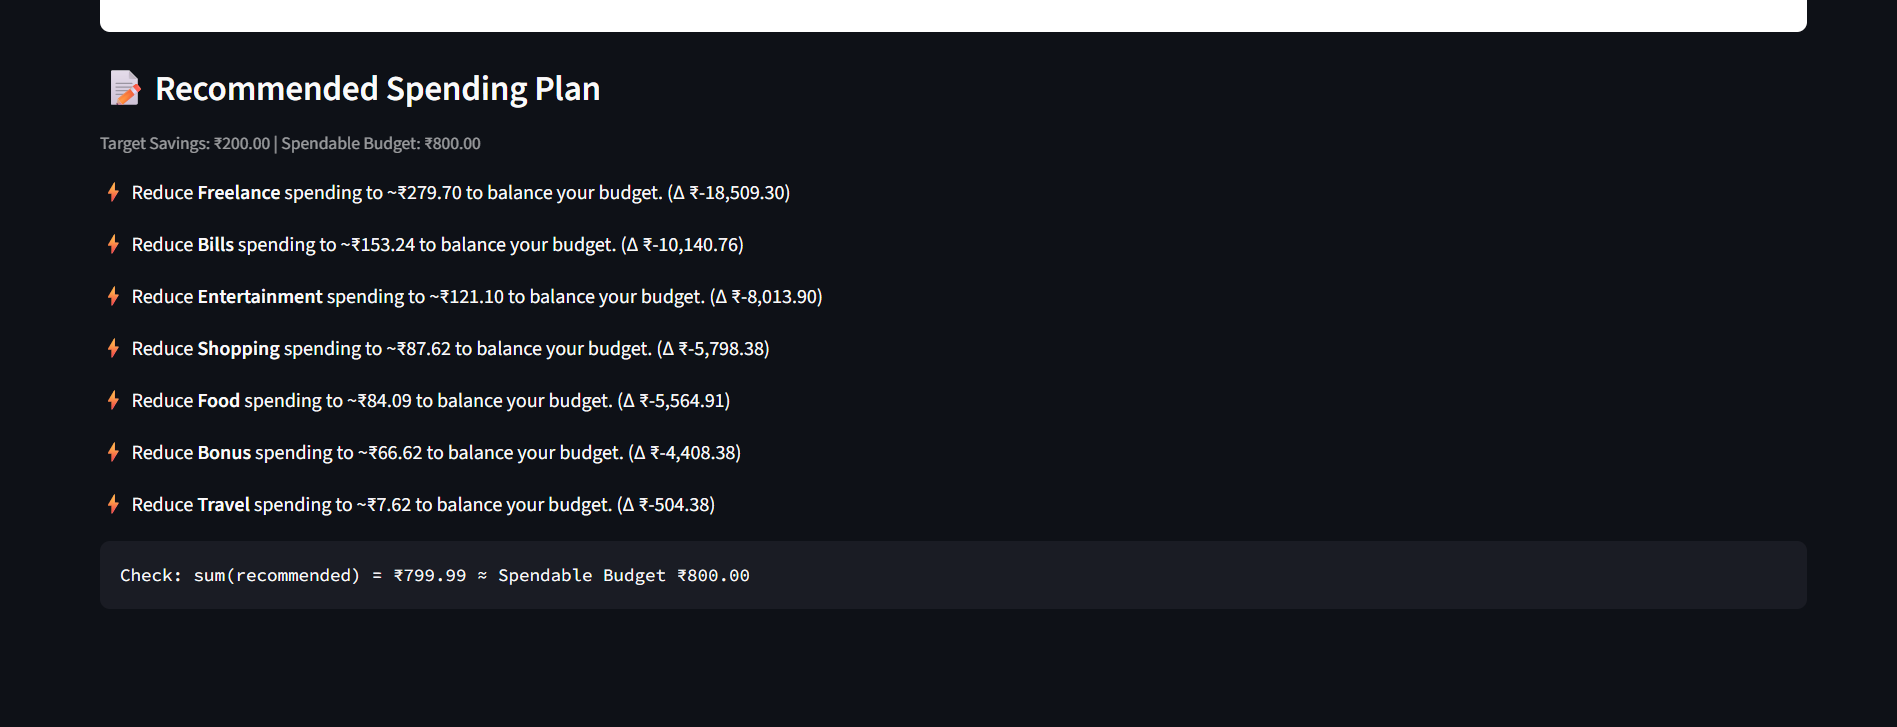 Recommended Spending Plan
Target Savings: ₹200.00 | Spendable Budget: ₹800.00
Reduce Freelance spending to ~₹279.70 to balance your budget. (Δ ₹-18,509.30)
Reduce Bills spending to ~₹153.24 to balance your budget. (Δ ₹-10,140.76)
Reduce Entertainment spending to ~₹121.10 to balance your budget. (Δ ₹-8,013.90)
Reduce Shopping spending to ~₹87.62 to balance your budget. (Δ ₹-5,798.38)
Reduce Food spending to ~₹84.09 to balance your budget. (Δ ₹-5,564.91)
Reduce Bonus spending to ~₹66.62 to balance your budget. (Δ ₹-4,408.38)
Reduce Travel spending to ~₹7.62 to balance your budget. (Δ ₹-504.38)
Check: sum(recommended) = ₹799.99 ≈ Spendable Budget ₹800.00